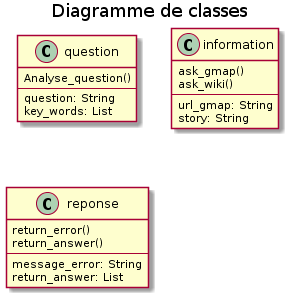 Diagramme de classes
C question
Analyse_question()
question: String
key_words: List
C information
ask_gmap()
ask_wiki()
url_gmap: String
story: String
C reponse
return_error()
return_answer()
message_error: String
return_answer: List